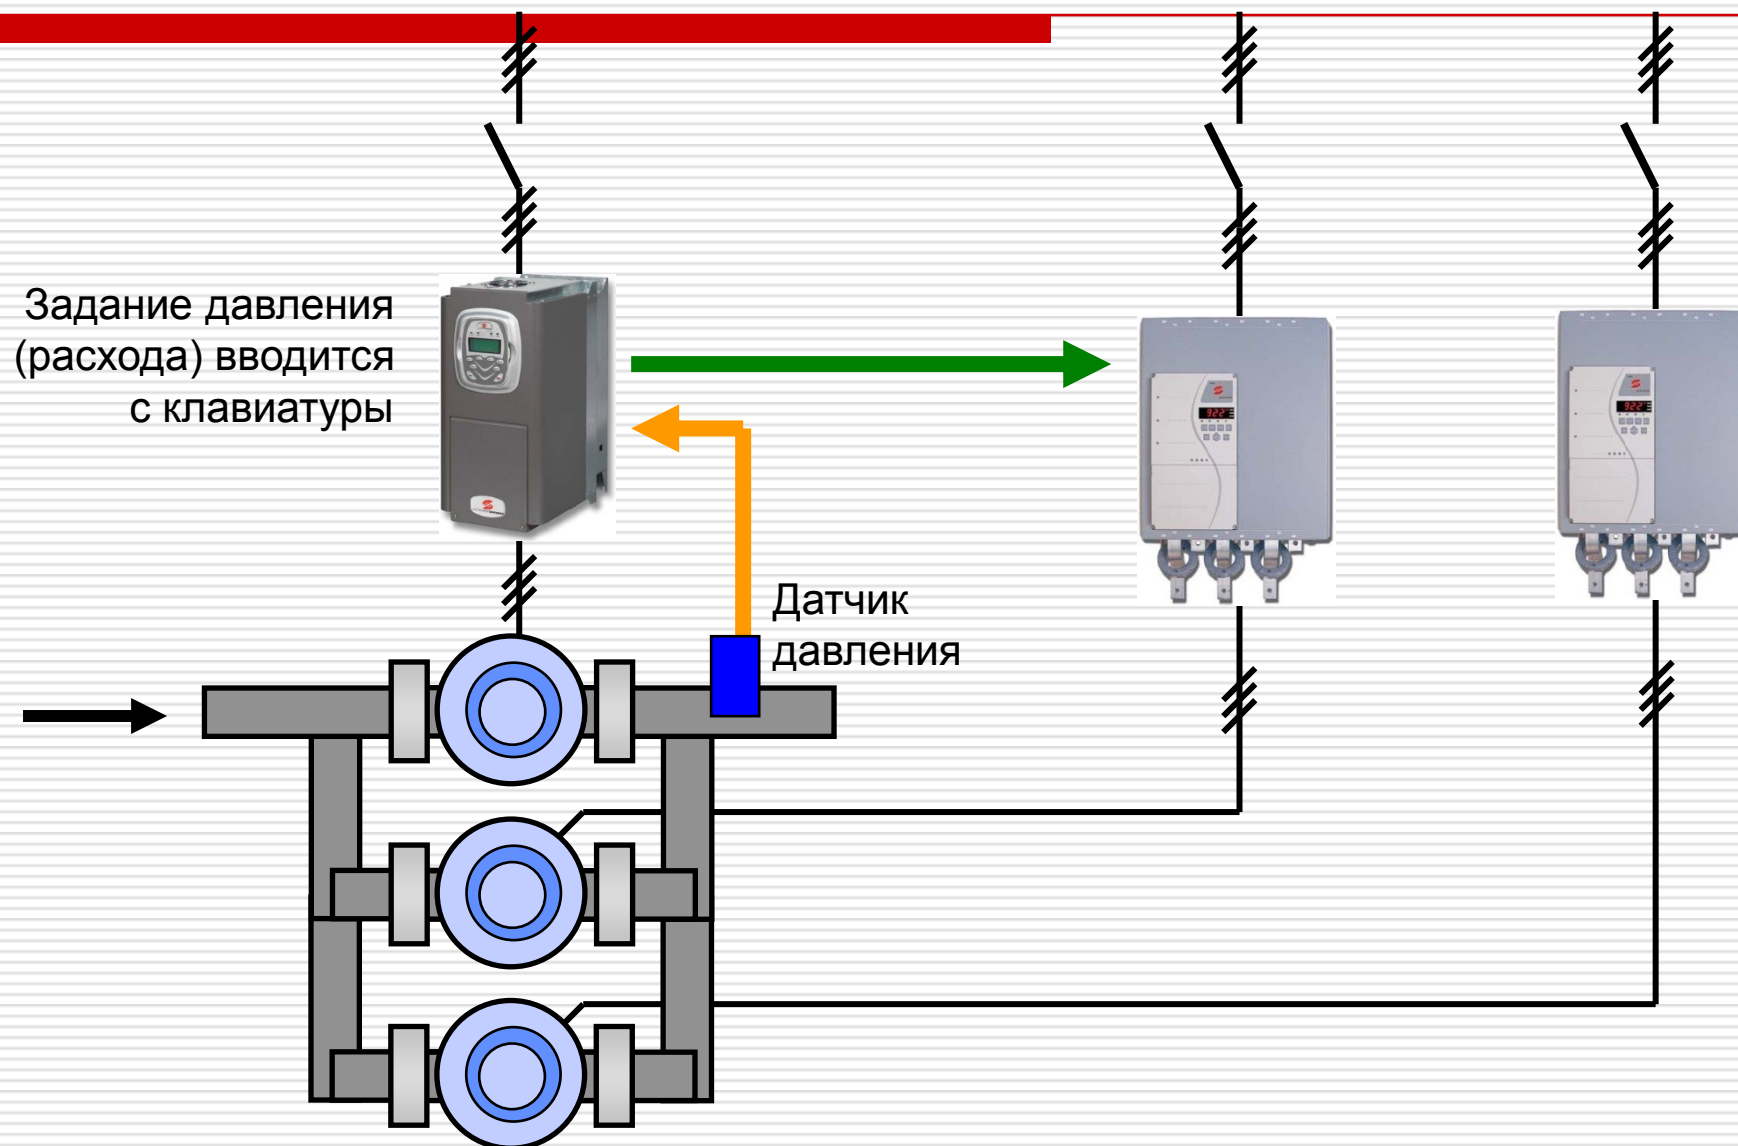 Задание давления
(расхода) вводится
с клавиатуры
Датчик
давления